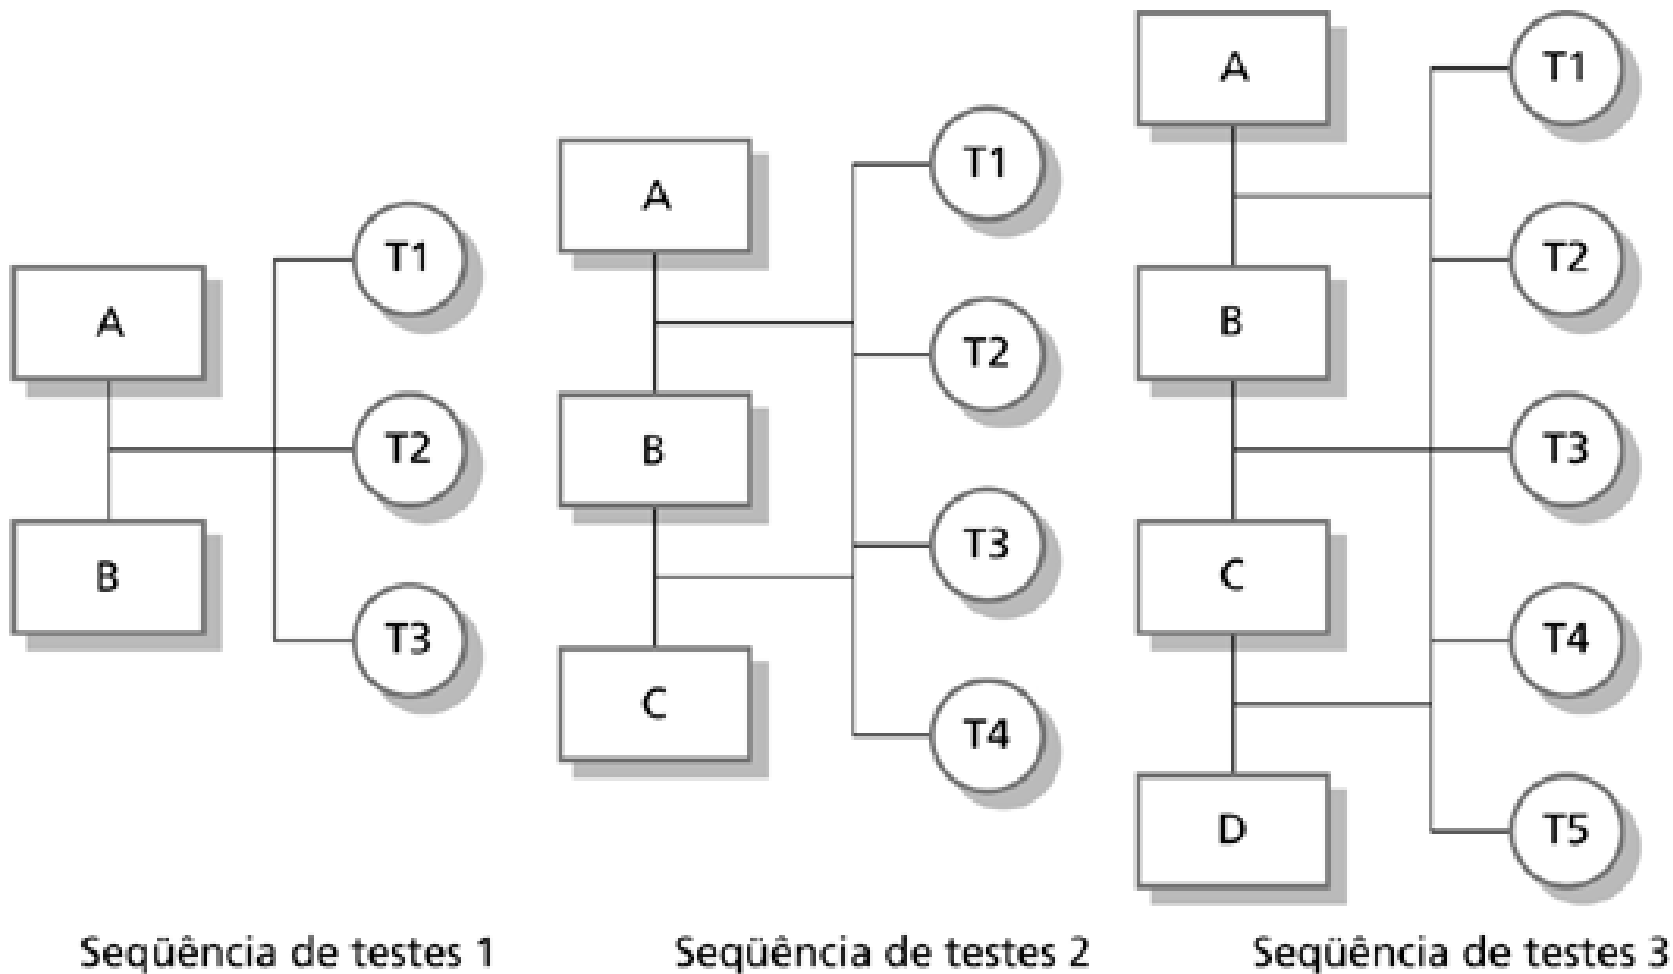 A
B
T1
T2
T3
Seqüência de testes 1
A
B
C
T1
T2
T3
T4
Seqüência de testes 2
A
B
C
D
T1
T2
T3
T4
T5
Seqüência de testes 3